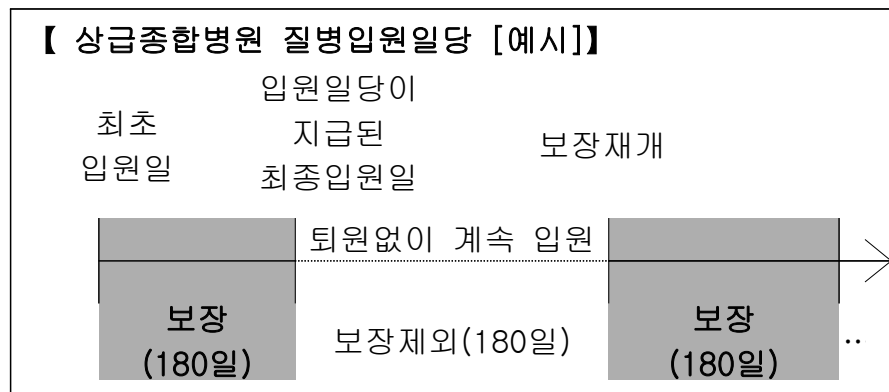 【 상급종합병원 질병입원일당 [예시]】
최초
입원일
입원일당이
지급된
최종입원일
보장재개
퇴원없이 계속 입원
보장
(180일)
보장제외(180일)
보장
(180일)
..